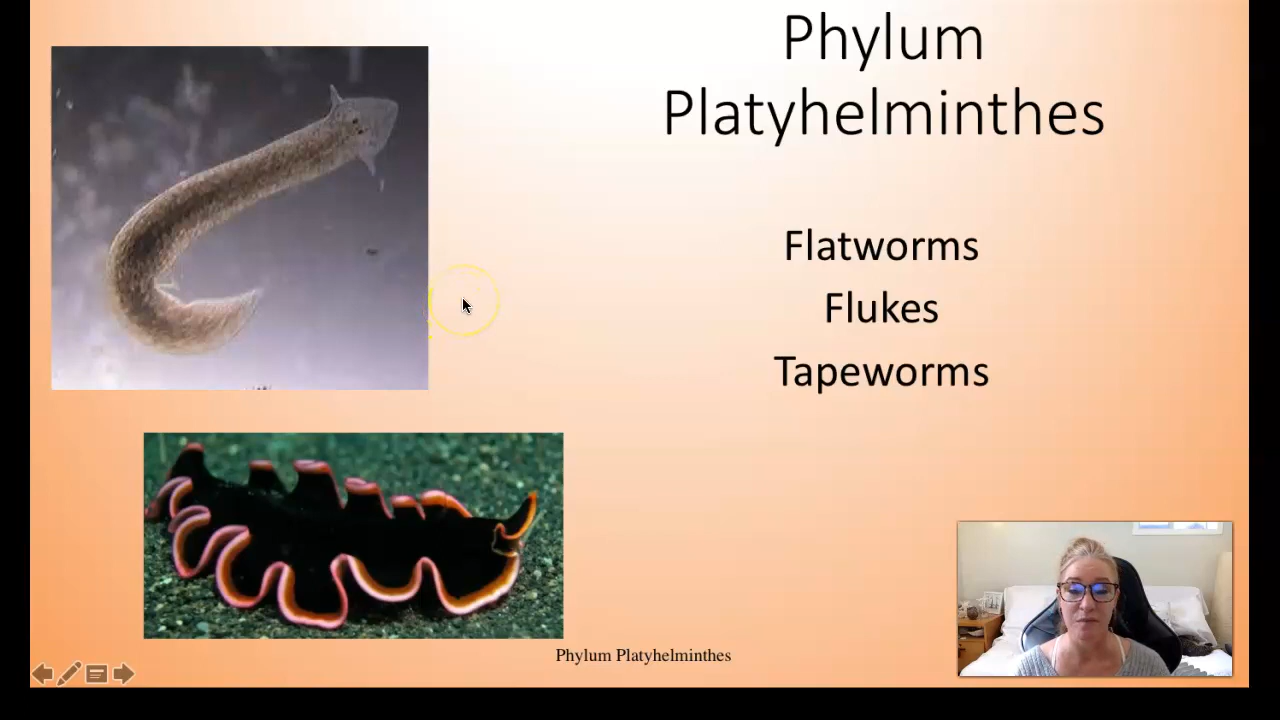 Phylum
Platyhelminthes
Flatworms
Flukes
Tapeworms
Phylum Platyhelminthes